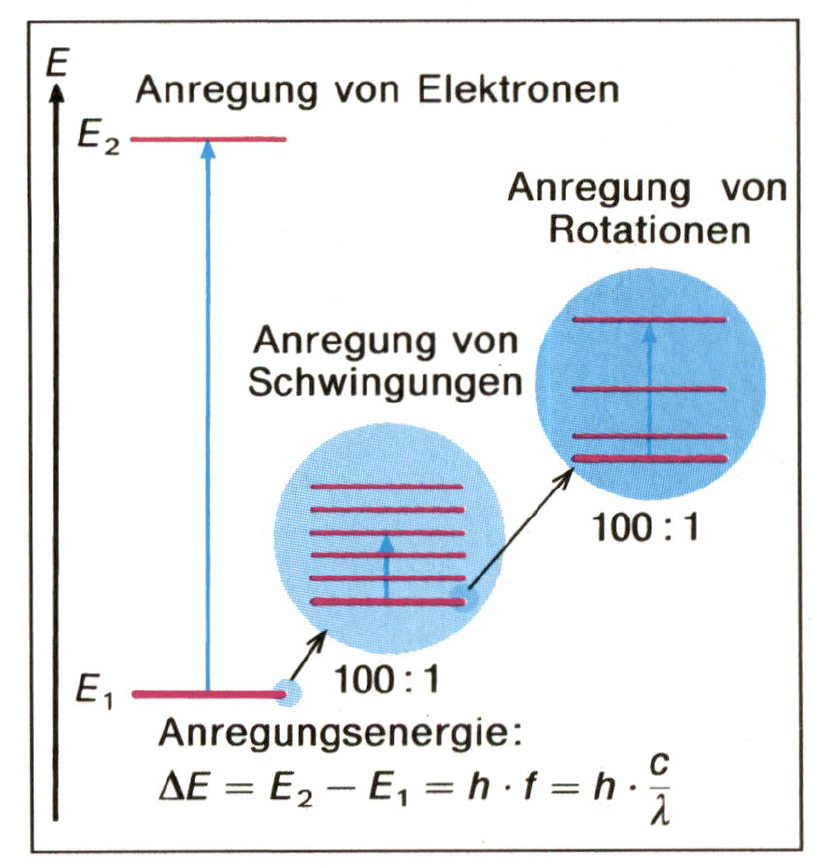 E
Anregung von Elektronen
E₂
Anregung von
Rotationen
Anregung von
Schwingungen
100 : 1
100 : 1
E₁
Anregungsenergie:
ΔE = E₂ − E₁ = h · f = h · c/λ